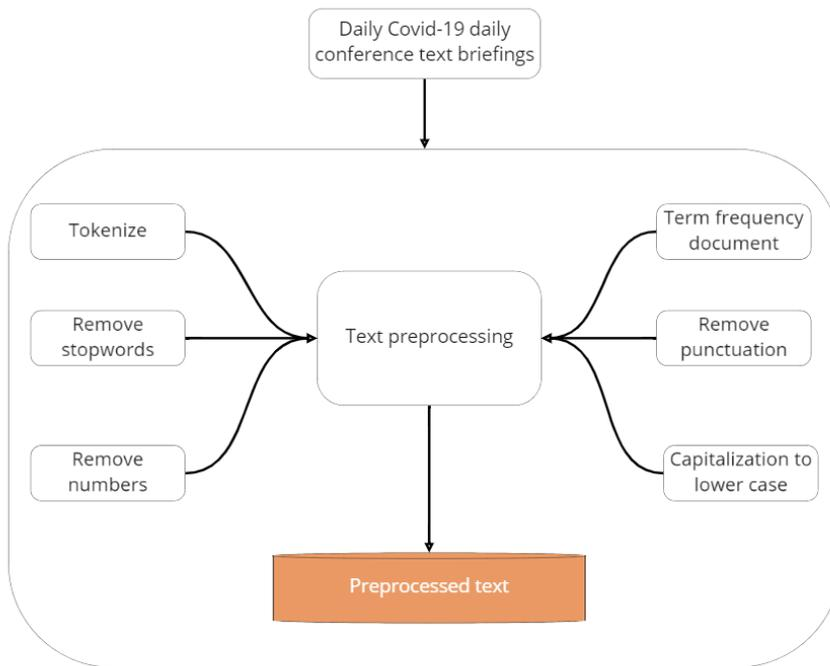 Daily Covid-19 daily
conference text briefings
Tokenize
Term frequency
document
Remove
stopwords
Text preprocessing
Remove
punctuation
Remove
numbers
Capitalization to
lower case
Preprocessed text